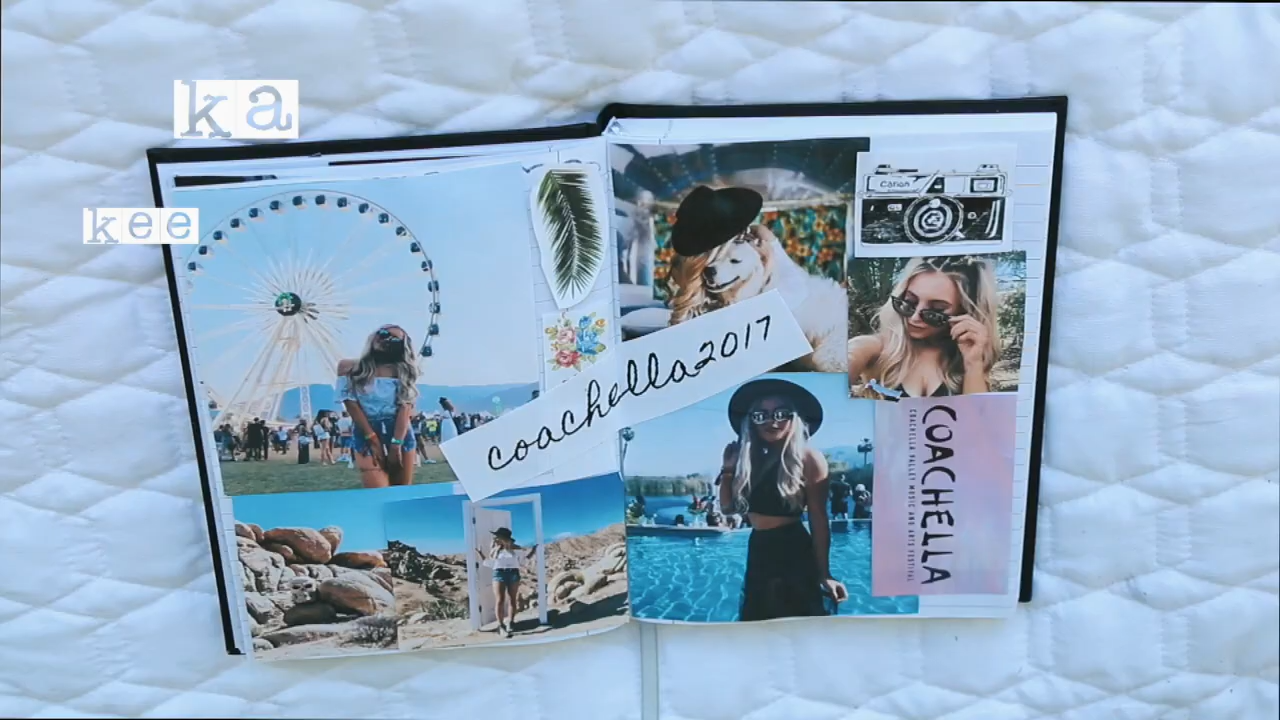 ka
kee
Canon
coachella2017
COACHELLA
COACHELLA VALLEY MUSIC AND ARTS FESTIVAL